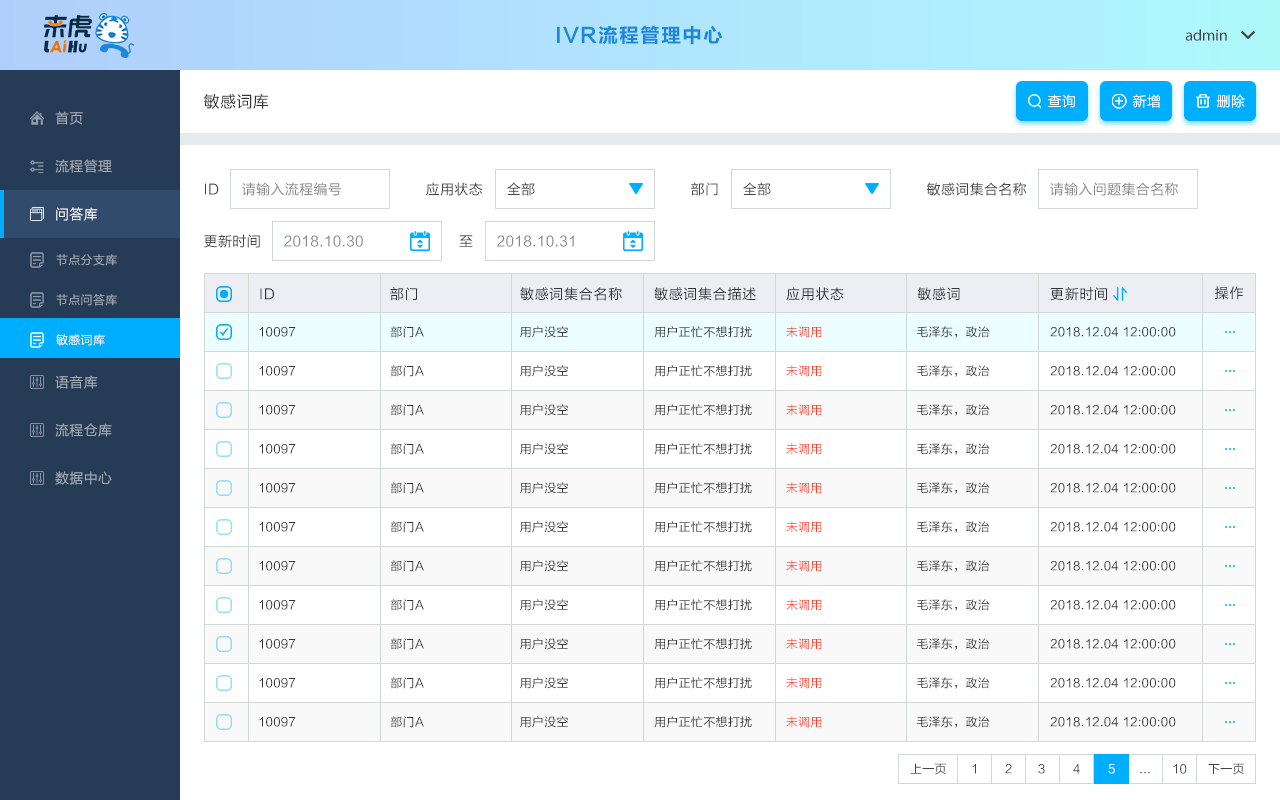 来虎
LAiHu
IVR流程管理中心
admin
首页
流程管理
问答库
节点分支库
节点问答库
敏感词库
语音库
流程仓库
数据中心
敏感词库
查询 新增 删除
ID 请输入流程编号 应用状态 全部 部门 全部 敏感词集合名称 请输入问题集合名称
更新时间 2018.10.30 至 2018.10.31
ID 部门 敏感词集合名称 敏感词集合描述 应用状态 敏感词 更新时间 操作
10097 部门A 用户没空 用户正忙不想打扰 未调用 毛泽东，政治 2018.12.04 12:00:00 ...
10097 部门A 用户没空 用户正忙不想打扰 未调用 毛泽东，政治 2018.12.04 12:00:00 ...
10097 部门A 用户没空 用户正忙不想打扰 未调用 毛泽东，政治 2018.12.04 12:00:00 ...
10097 部门A 用户没空 用户正忙不想打扰 未调用 毛泽东，政治 2018.12.04 12:00:00 ...
10097 部门A 用户没空 用户正忙不想打扰 未调用 毛泽东，政治 2018.12.04 12:00:00 ...
10097 部门A 用户没空 用户正忙不想打扰 未调用 毛泽东，政治 2018.12.04 12:00:00 ...
10097 部门A 用户没空 用户正忙不想打扰 未调用 毛泽东，政治 2018.12.04 12:00:00 ...
10097 部门A 用户没空 用户正忙不想打扰 未调用 毛泽东，政治 2018.12.04 12:00:00 ...
10097 部门A 用户没空 用户正忙不想打扰 未调用 毛泽东，政治 2018.12.04 12:00:00 ...
10097 部门A 用户没空 用户正忙不想打扰 未调用 毛泽东，政治 2018.12.04 12:00:00 ...
10097 部门A 用户没空 用户正忙不想打扰 未调用 毛泽东，政治 2018.12.04 12:00:00 ...
上一页 1 2 3 4 5 ... 10 下一页